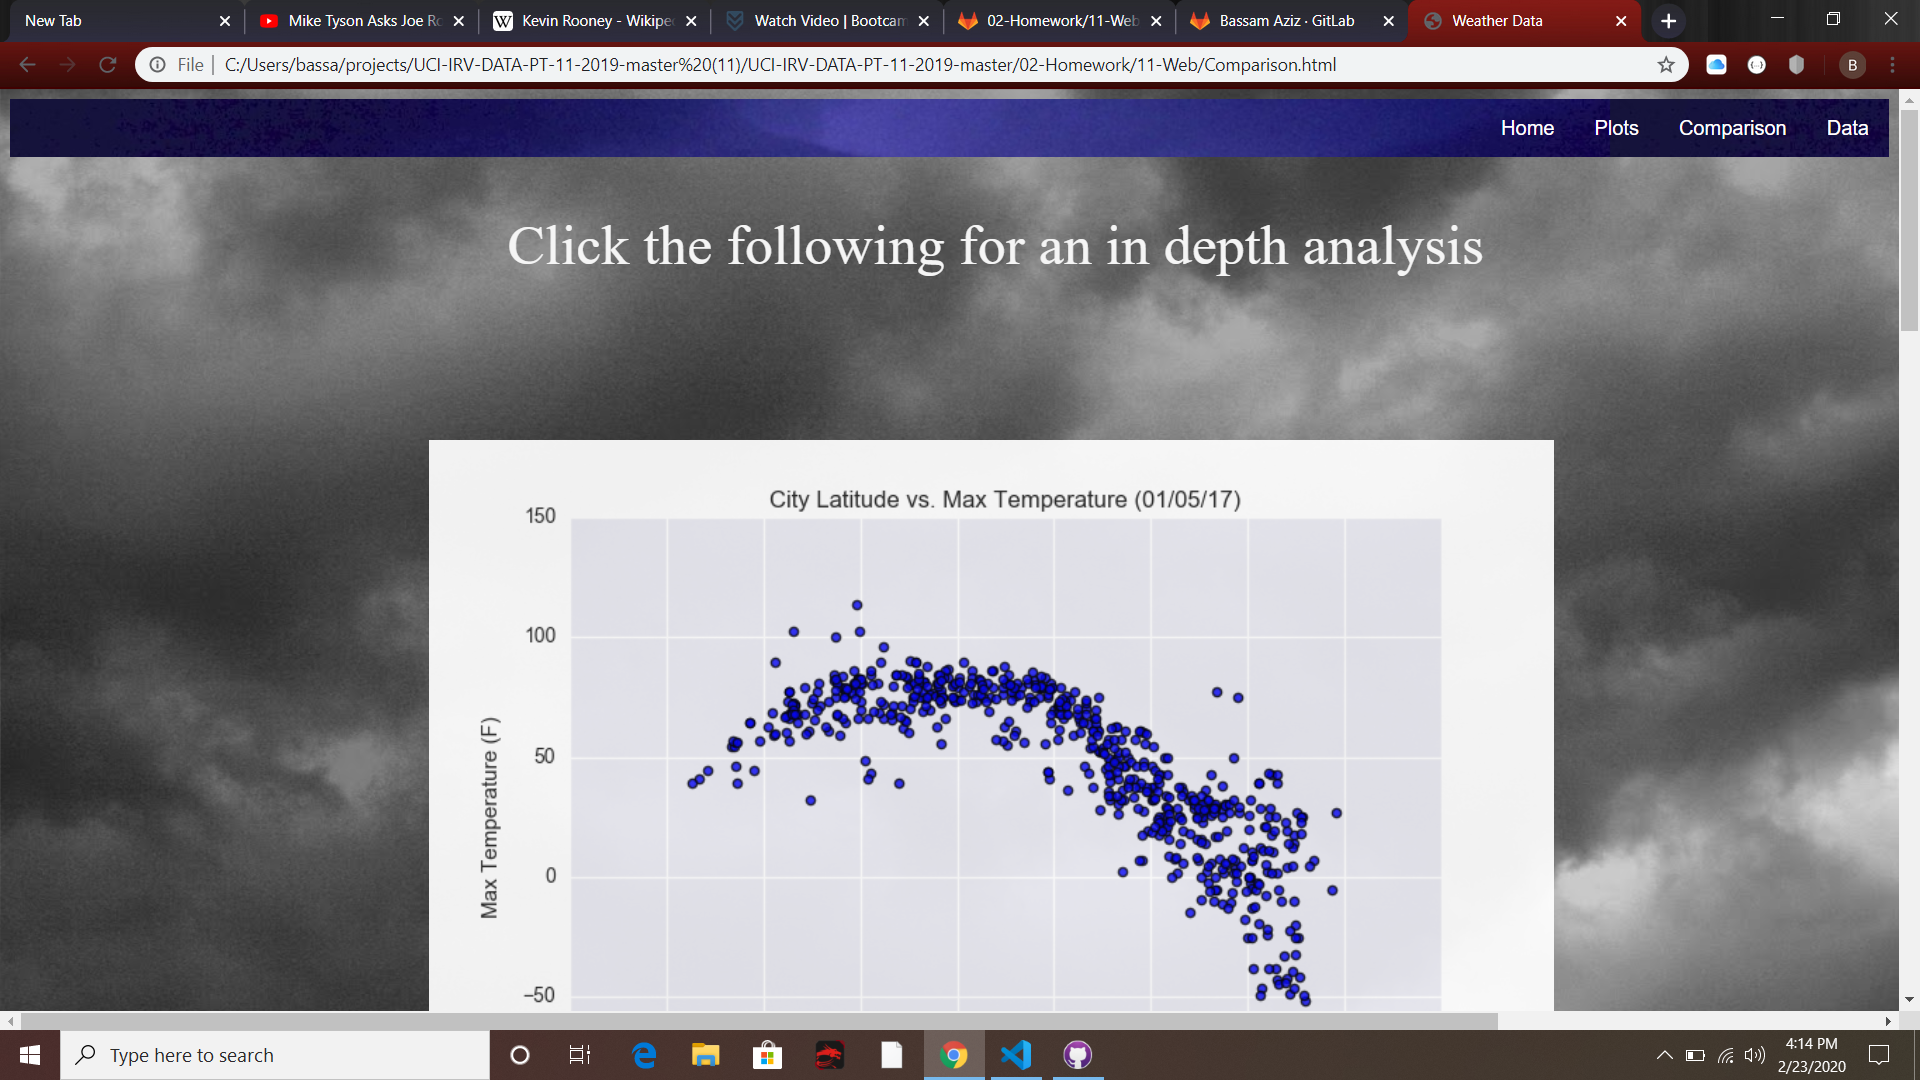 New Tab
Mike Tyson Asks Joe Ro
Kevin Rooney - Wikipe
Watch Video | Bootcam
02-Homework/11-Web
Bassam Aziz · GitLab
Weather Data
File
C:/Users/bassa/projects/UCI-IRV-DATA-PT-11-2019-master%20(11)/UCI-IRV-DATA-PT-11-2019-master/02-Homework/11-Web/Comparison.html
B
Home
Plots
Comparison
Data
Click the following for an in depth analysis
City Latitude vs. Max Temperature (01/05/17)
150
100
50
0
−50
Max Temperature (F)
Type here to search
4:14 PM
2/23/2020